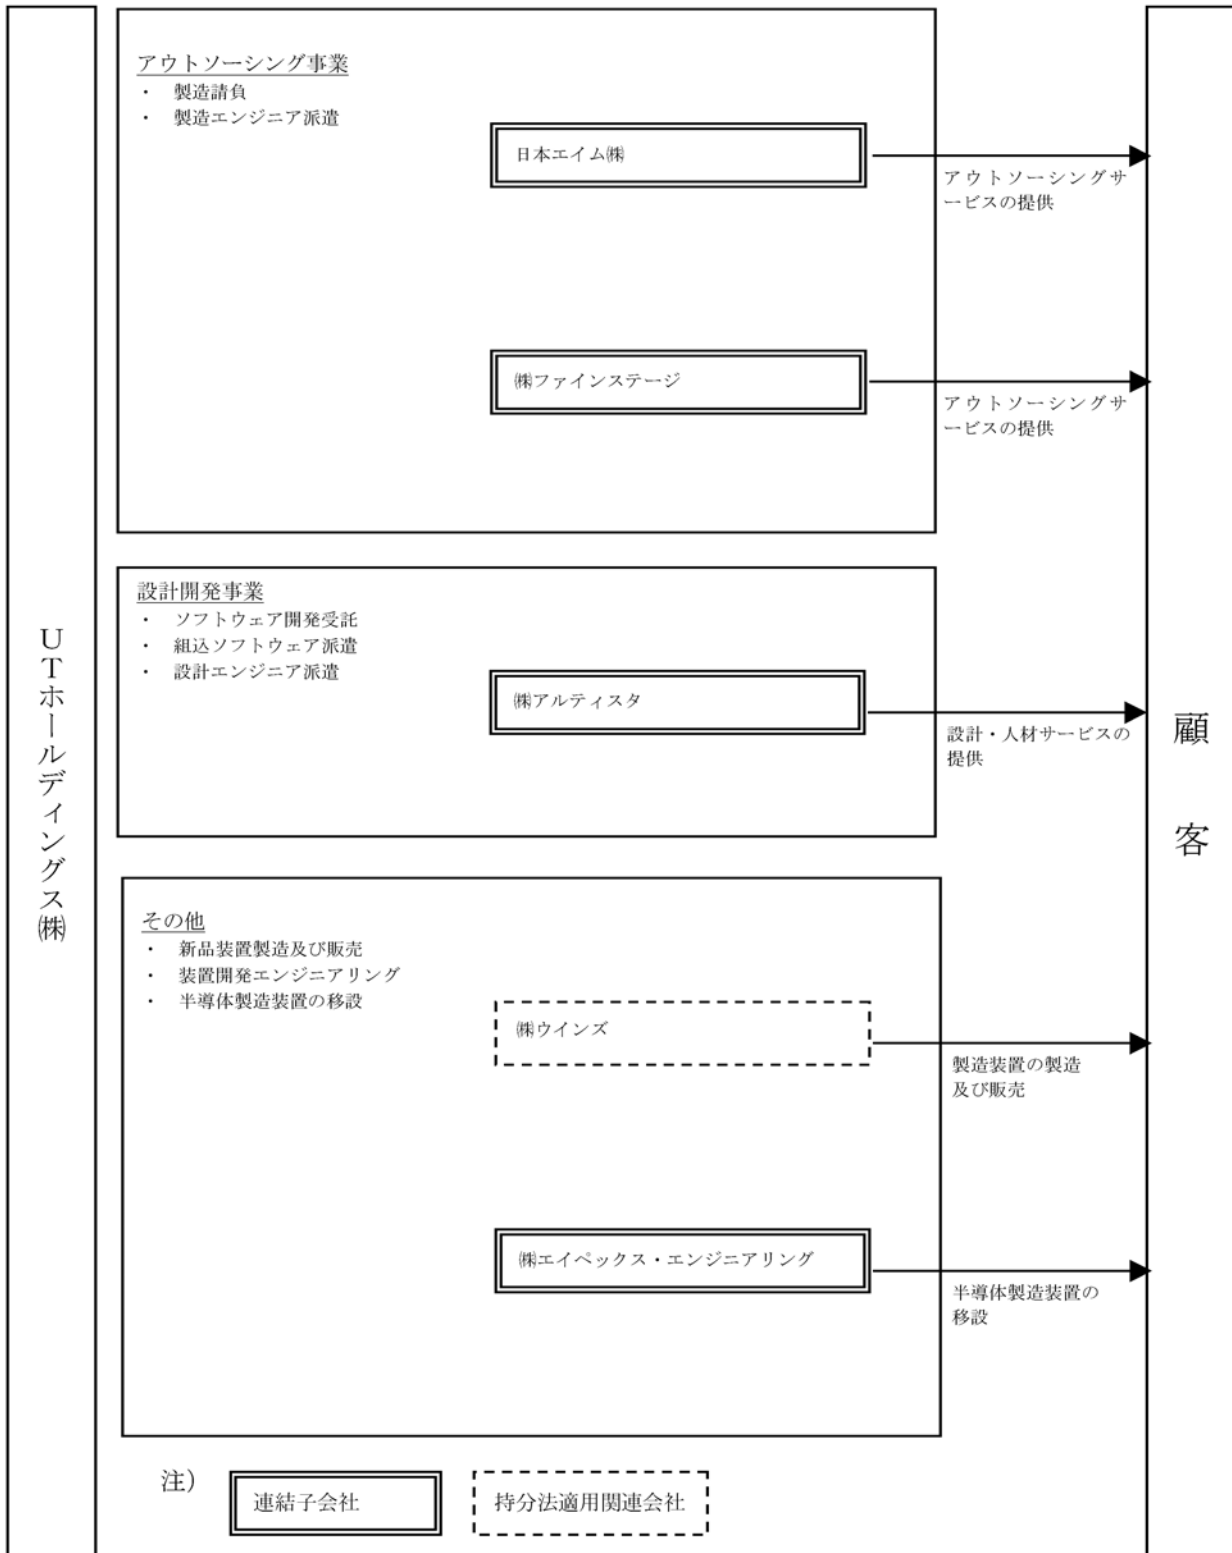 UTホールディングス㈱
アウトソーシング事業
・ 製造請負
・ 製造エンジニア派遣
日本エイム㈱
アウトソーシングサ
ービスの提供
㈱ファインステージ
アウトソーシングサ
ービスの提供
設計開発事業
・ ソフトウェア開発受託
・ 組込ソフトウェア派遣
・ 設計エンジニア派遣
㈱アルティスタ
設計・人材サービスの
提供
その他
・ 新品装置製造及び販売
・ 装置開発エンジニアリング
・ 半導体製造装置の移設
㈱ウインズ
製造装置の製造
及び販売
㈱エイペックス・エンジニアリング
半導体製造装置の
移設
顧客
注）
連結子会社
持分法適用関連会社